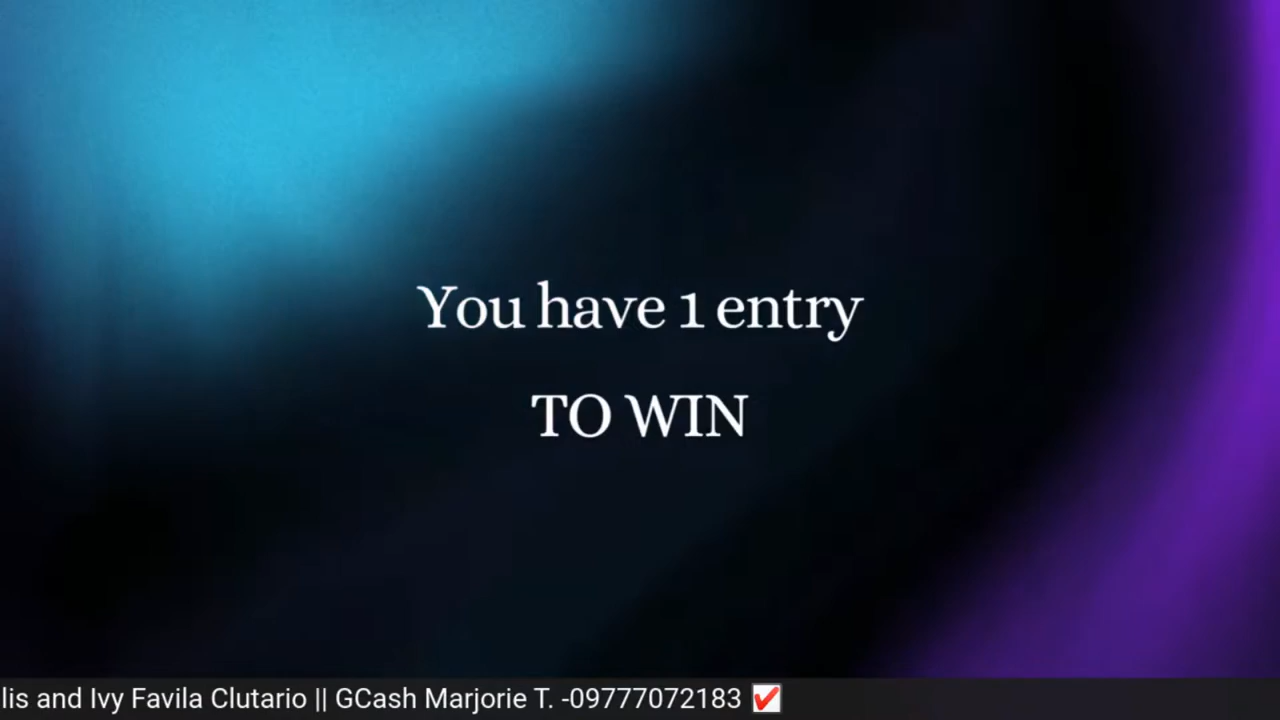 You have 1 entry
TO WIN
lis and Ivy Favila Clutario || GCash Marjorie T. -09777072183 ✅